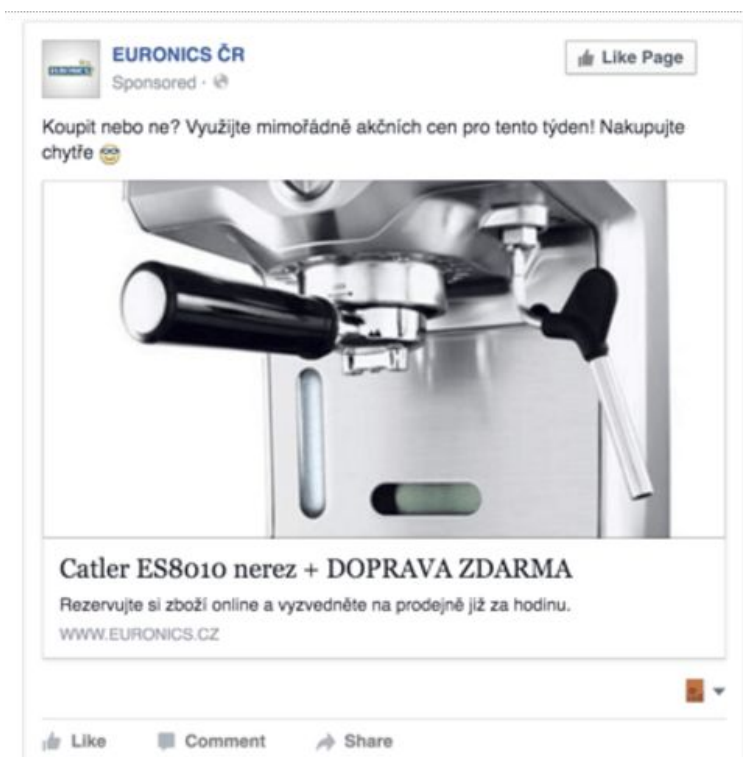 EURONICS
EURONICS ČR
Sponsored ·
Like Page
Koupit nebo ne? Využijte mimořádně akčních cen pro tento týden! Nakupujte
chytře
Catler ES8010 nerez + DOPRAVA ZDARMA
Rezervujte si zboží online a vyzvedněte na prodejně již za hodinu.
WWW.EURONICS.CZ
Like Comment Share